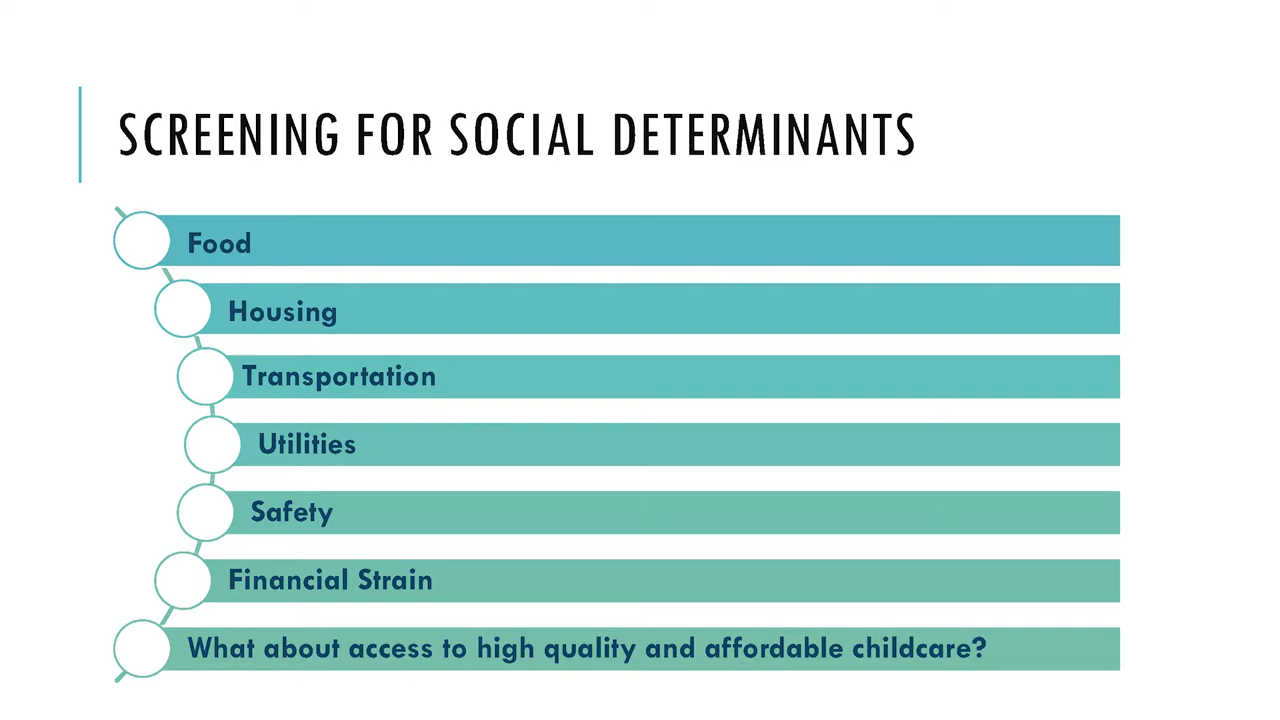 SCREENING FOR SOCIAL DETERMINANTS
Food
Housing
Transportation
Utilities
Safety
Financial Strain
What about access to high quality and affordable childcare?